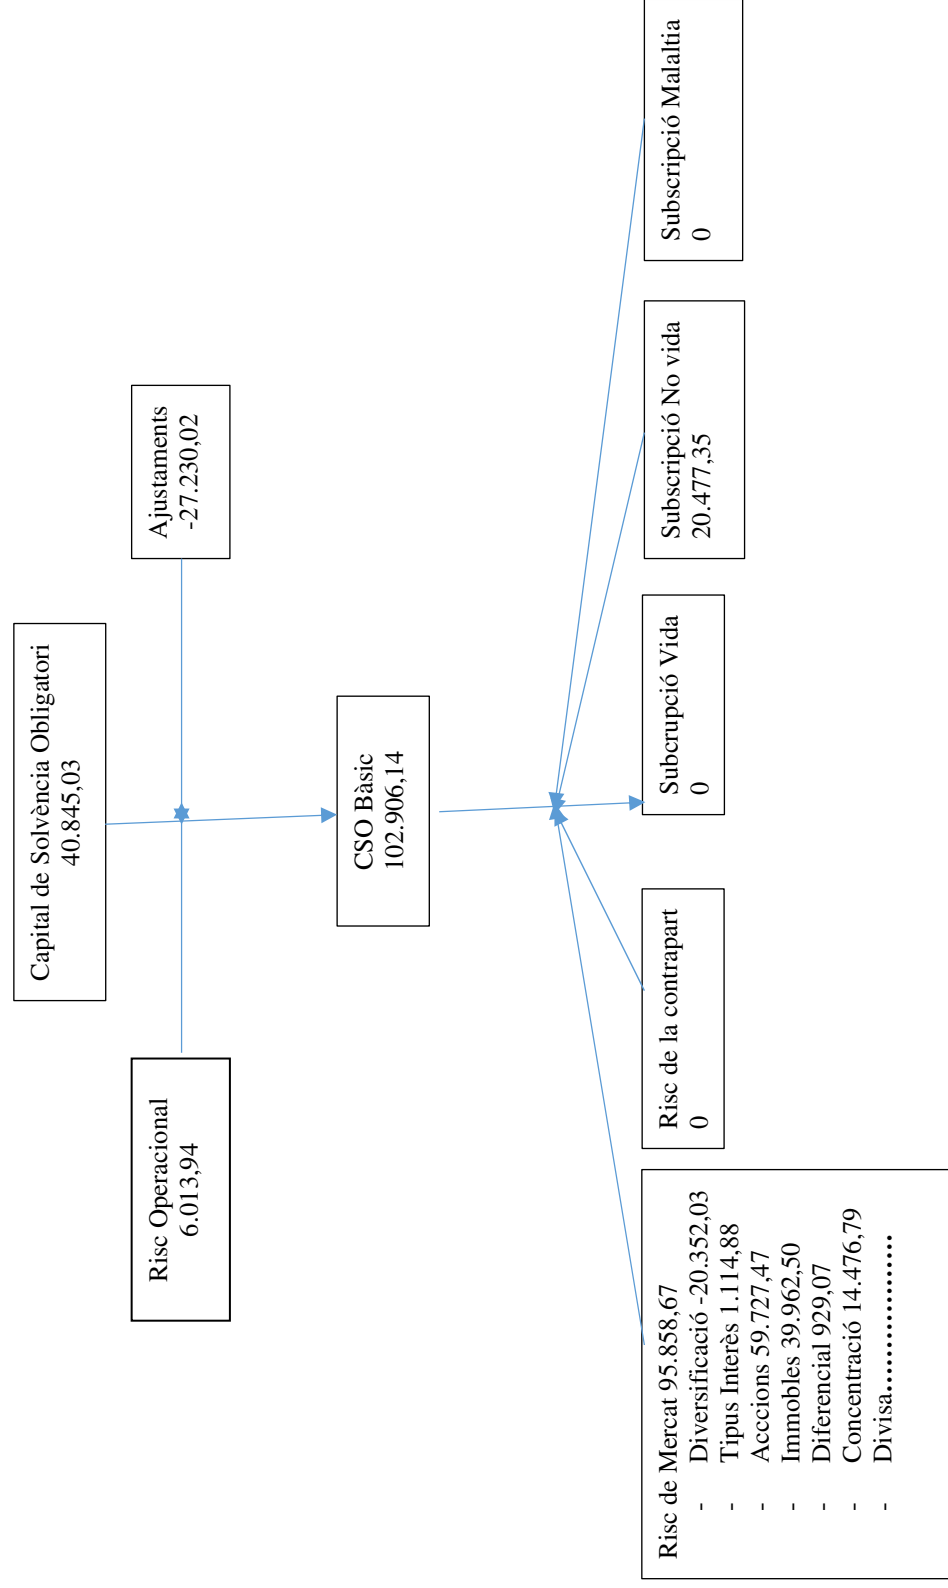 Capital de Solvència Obligatori
40.845,03
Risc Operacional
6.013,94
Ajustaments
-27.230,02
CSO Bàsic
102.906,14
Risc de Mercat 95.858,67
- Diversificació -20.352,03
- Tipus Interès 1.114,88
- Acccions 59.727,47
- Immobles 39.962,50
- Diferencial 929,07
- Concentració 14.476,79
- Divisa..................
Risc de la contrapart
0
Subcrupció Vida
0
Subscripció No vida
20.477,35
Subscripció Malaltia
0